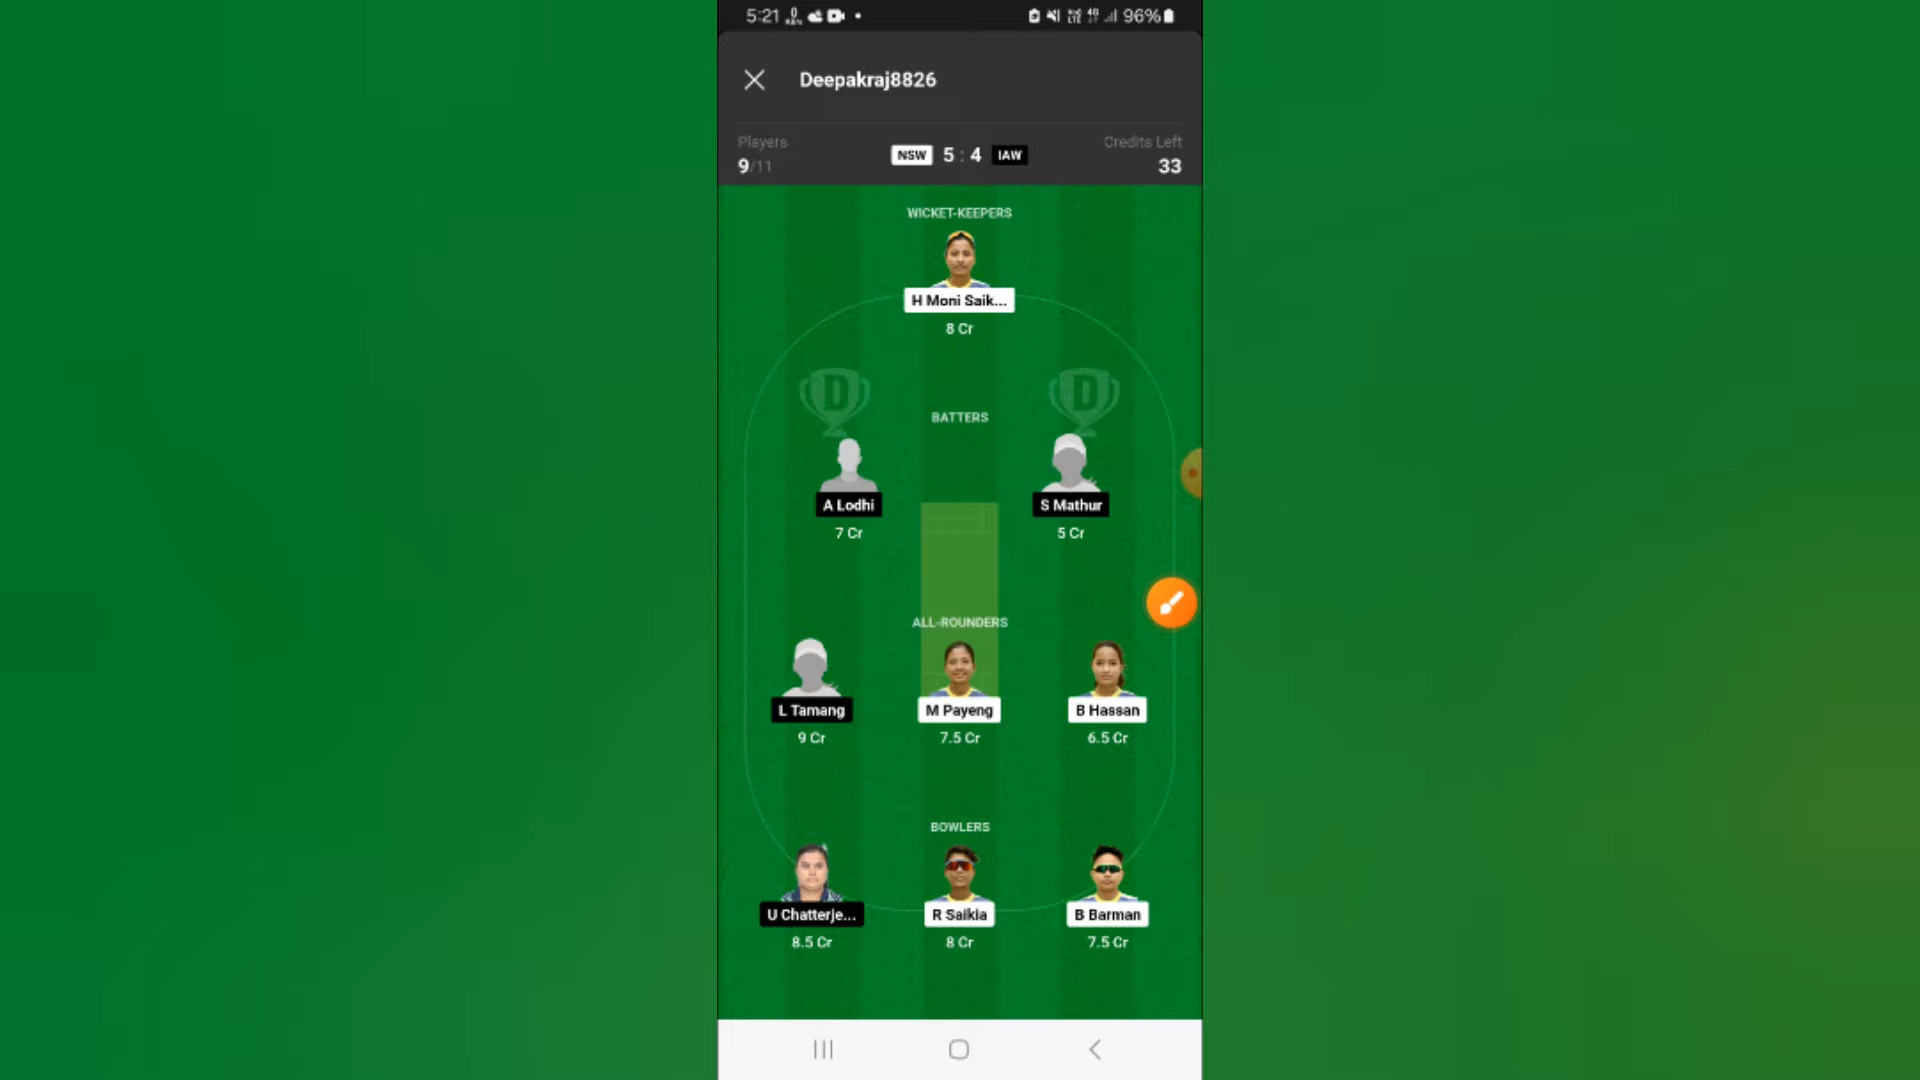 5:21 96%
Deepakraj8826
Players Credits Left
9/11 NSW 5 : 4 IAW 33
WICKET-KEEPERS
H Moni Saik...
8 Cr
D D
BATTERS
A Lodhi S Mathur
7 Cr 5 Cr
ALL-ROUNDERS
L Tamang M Payeng B Hassan
9 Cr 7.5 Cr 6.5 Cr
BOWLERS
U Chatterje... R Saikia B Barman
8.5 Cr 8 Cr 7.5 Cr